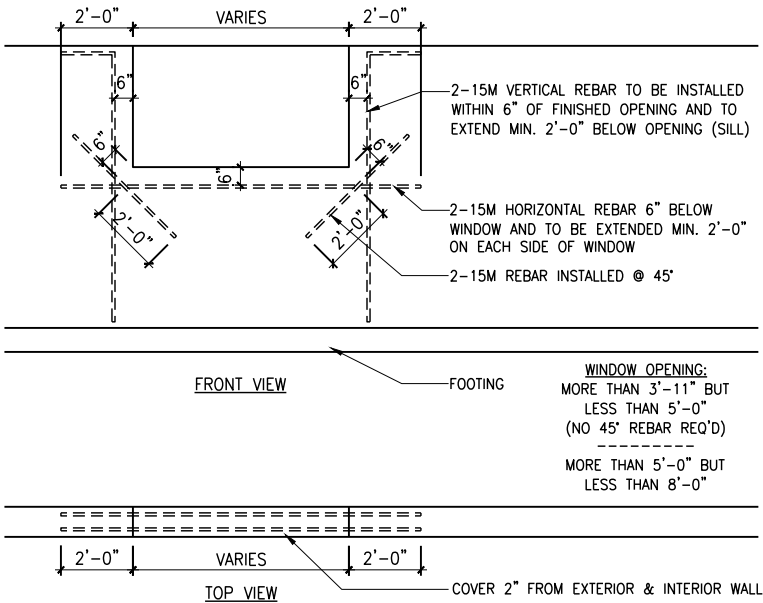 2'-0" VARIES 2'-0"
6" 6"
2-15M VERTICAL REBAR TO BE INSTALLED
WITHIN 6" OF FINISHED OPENING AND TO
EXTEND MIN. 2'-0" BELOW OPENING (SILL)
6" 6" 6"
2'-0" 2'-0"
2-15M HORIZONTAL REBAR 6" BELOW
WINDOW AND TO BE EXTENDED MIN. 2'-0"
ON EACH SIDE OF WINDOW
2-15M REBAR INSTALLED @ 45°
FRONT VIEW
FOOTING
WINDOW OPENING:
MORE THAN 3'-11" BUT
LESS THAN 5'-0"
(NO 45° REBAR REQ'D)
----------
MORE THAN 5'-0" BUT
LESS THAN 8'-0"
2'-0" VARIES 2'-0"
TOP VIEW
COVER 2" FROM EXTERIOR & INTERIOR WALL